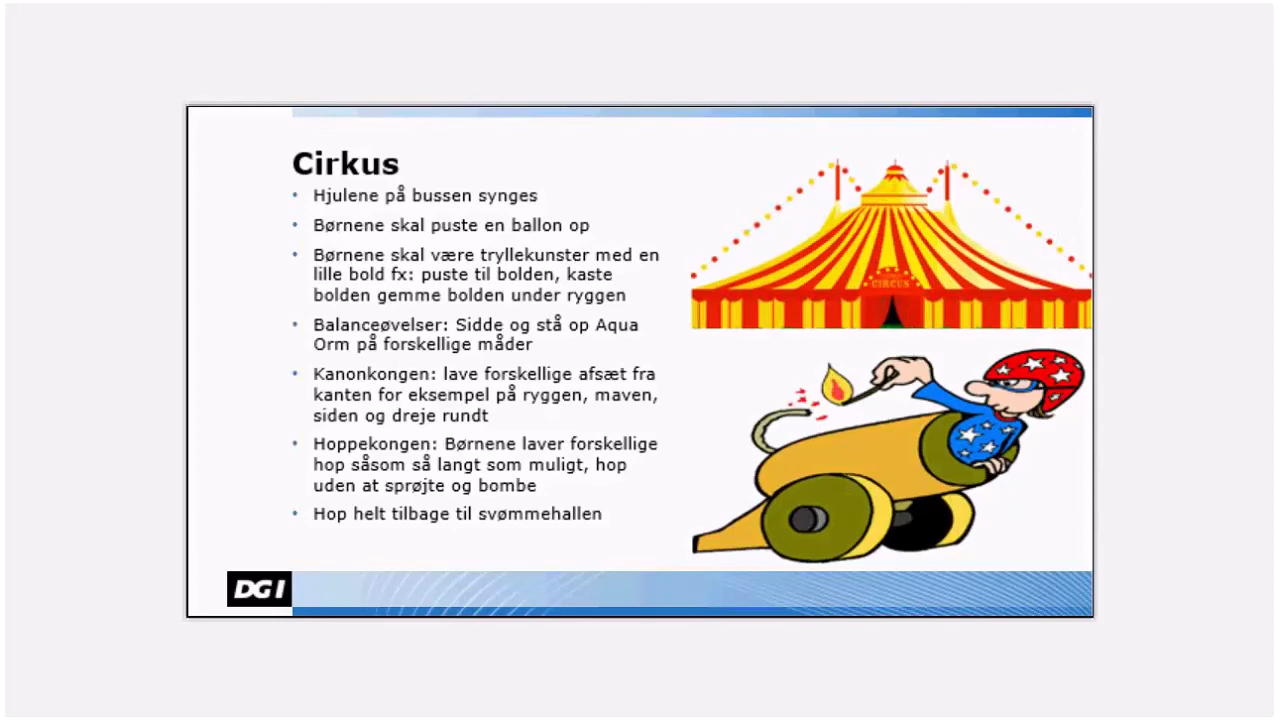 Cirkus
• Hjulene på bussen synges
• Børnene skal puste en ballon op
• Børnene skal være tryllekunster med en
lille bold fx: puste til bolden, kaste
bolden gemme bolden under ryggen
• Balanceøvelser: Sidde og stå op Aqua
Orm på forskellige måder
• Kanonkongen: lave forskellige afsæt fra
kanten for eksempel på ryggen, maven,
siden og dreje rundt
• Hoppekongen: Børnene laver forskellige
hop såsom så langt som muligt, hop
uden at sprøjte og bombe
• Hop helt tilbage til svømmehallen
CIRCUS
DGI